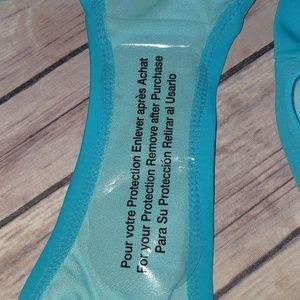 Pour votre Protection Enlever après Achat
For your Protection Remove after Purchase
Para Su Protección Retirar al Usarlo